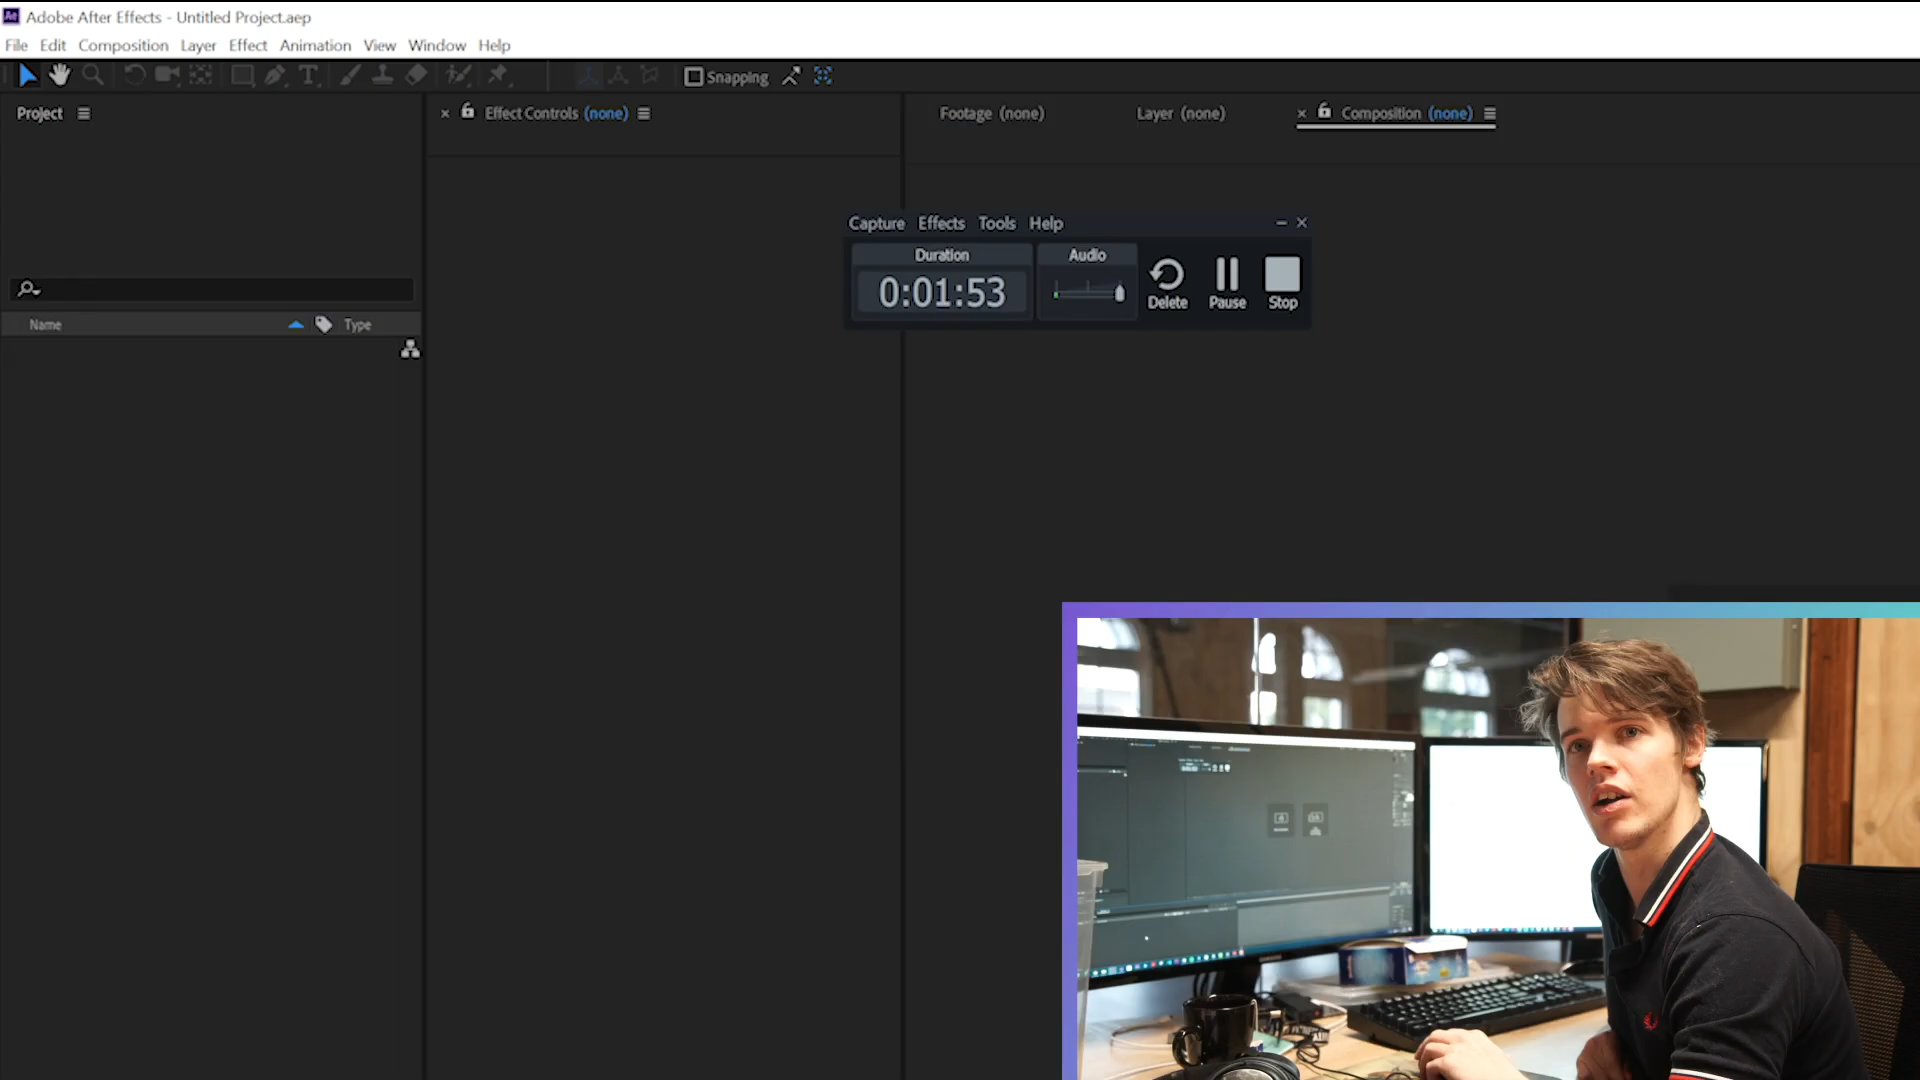 Ae Adobe After Effects - Untitled Project.aep
File Edit Composition Layer Effect Animation View Window Help
T Snapping
Project Effect Controls (none) Footage (none) Layer (none) Composition (none)
Capture Effects Tools Help
Duration Audio
0:01:53 Delete Pause Stop
Name Type